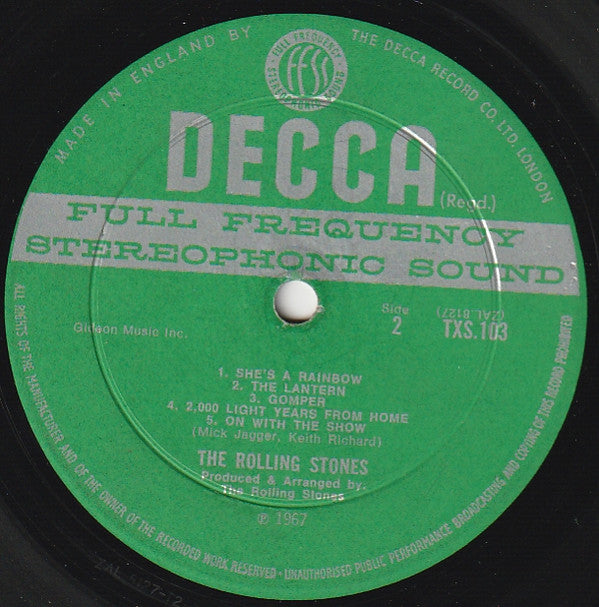 MADE IN ENGLAND BY
THE DECCA RECORD CO. LTD. LONDON
FULL FREQUENCY
FFSS
DECCA
(Regd.)
FULL FREQUENCY
STEREOPHONIC SOUND
Gideon Music Inc.
Side
2
(ZAL.8127)
TXS.103
1. SHE'S A RAINBOW
2. THE LANTERN
3. GOMPER
4. 2,000 LIGHT YEARS FROM HOME
5. ON WITH THE SHOW
(Mick Jagger, Keith Richard)
THE ROLLING STONES
Produced & Arranged by:
The Rolling Stones
℗ 1967
ALL RIGHTS OF THE MANUFACTURER AND OF THE OWNER OF THE RECORDED WORK RESERVED · UNAUTHORISED PUBLIC PERFORMANCE BROADCASTING AND COPYING OF THIS RECORD PROHIBITED